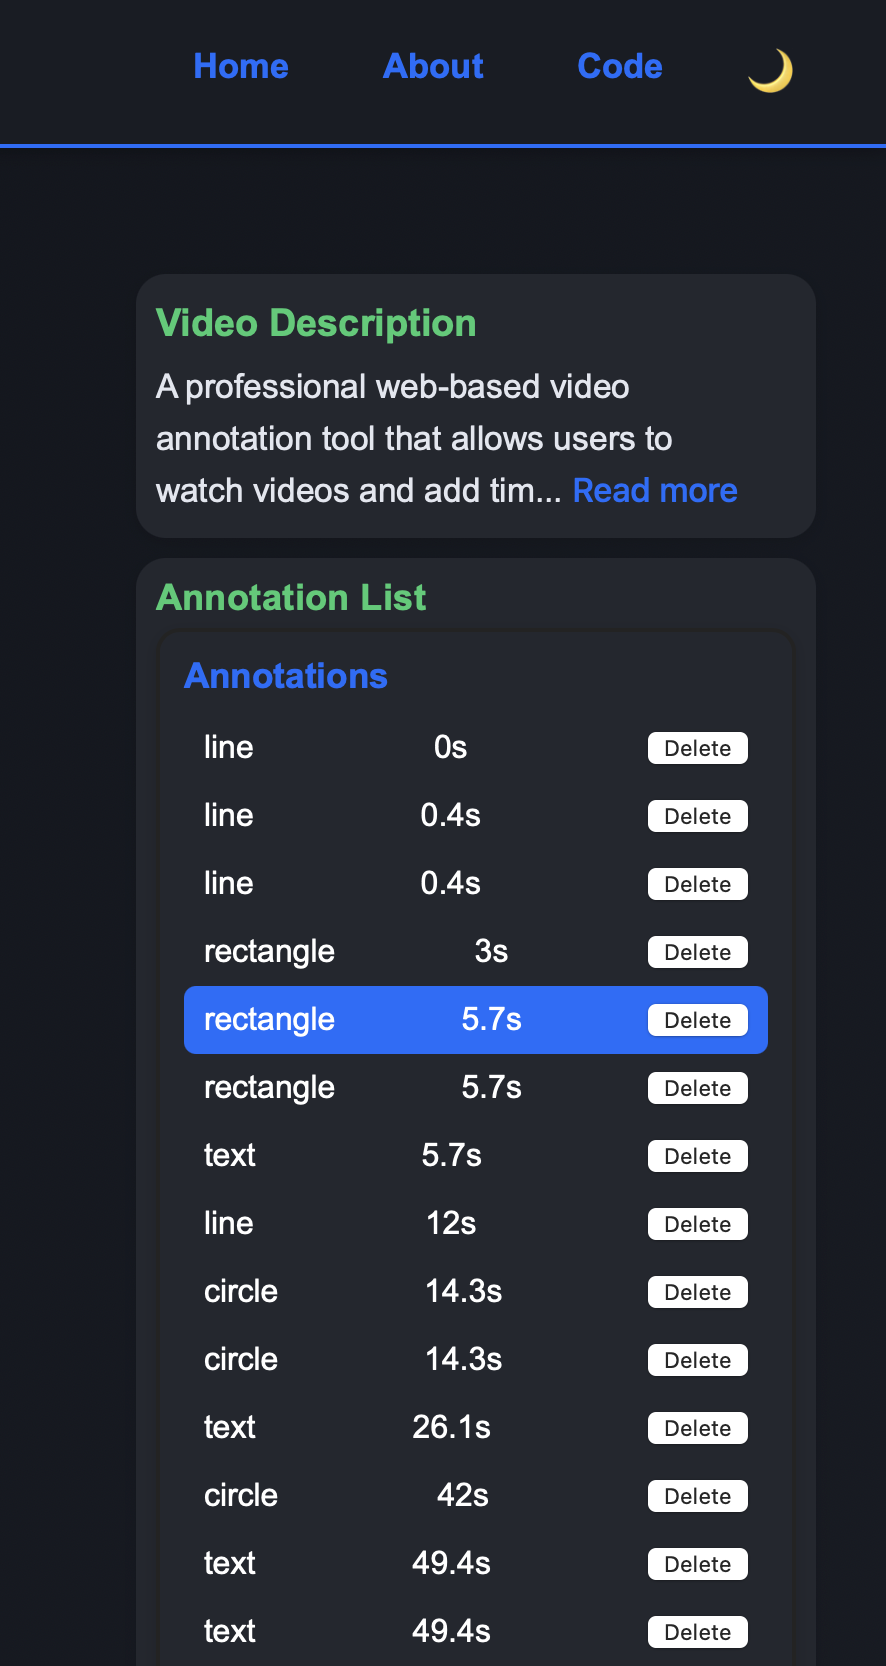 Home About Code
Video Description
A professional web-based video
annotation tool that allows users to
watch videos and add tim... Read more
Annotation List
Annotations
line 0s Delete
line 0.4s Delete
line 0.4s Delete
rectangle 3s Delete
rectangle 5.7s Delete
rectangle 5.7s Delete
text 5.7s Delete
line 12s Delete
circle 14.3s Delete
circle 14.3s Delete
text 26.1s Delete
circle 42s Delete
text 49.4s Delete
text 49.4s Delete